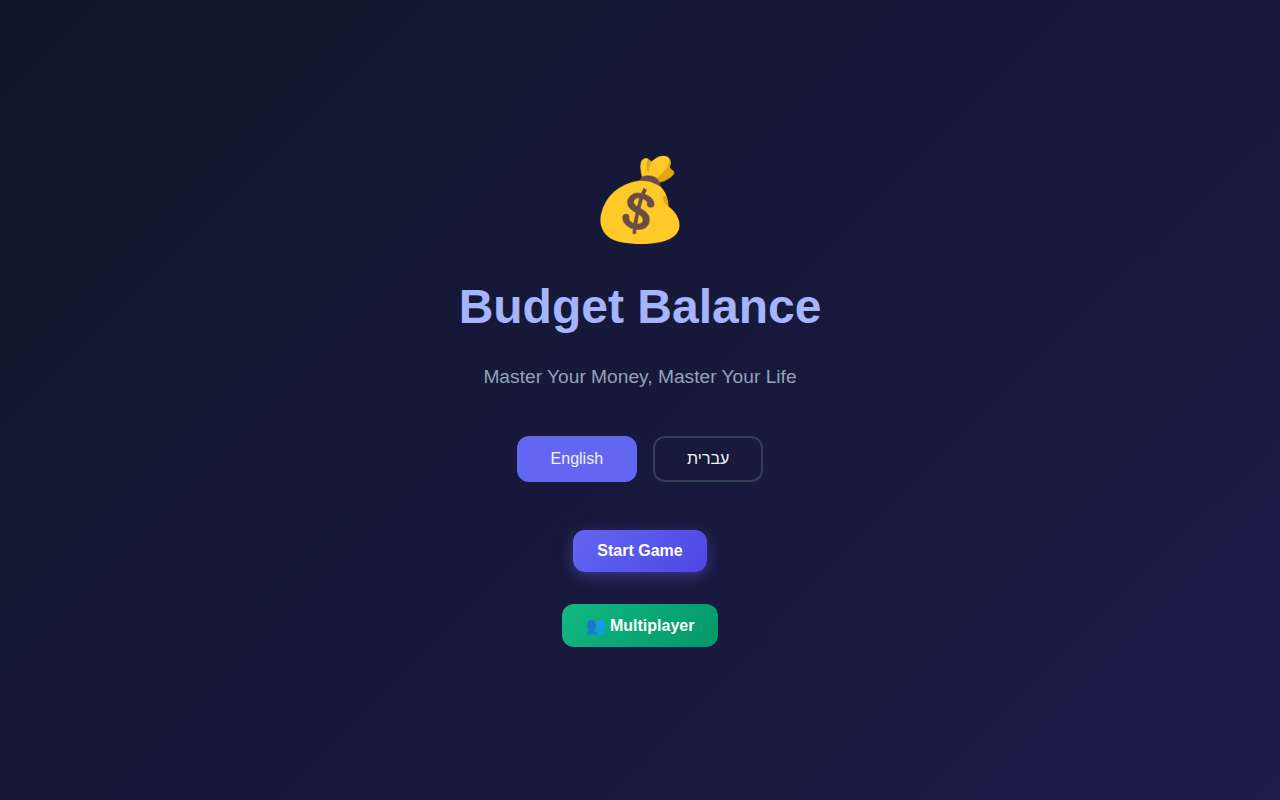 Budget Balance
Master Your Money, Master Your Life
English
עברית
Start Game
👥 Multiplayer